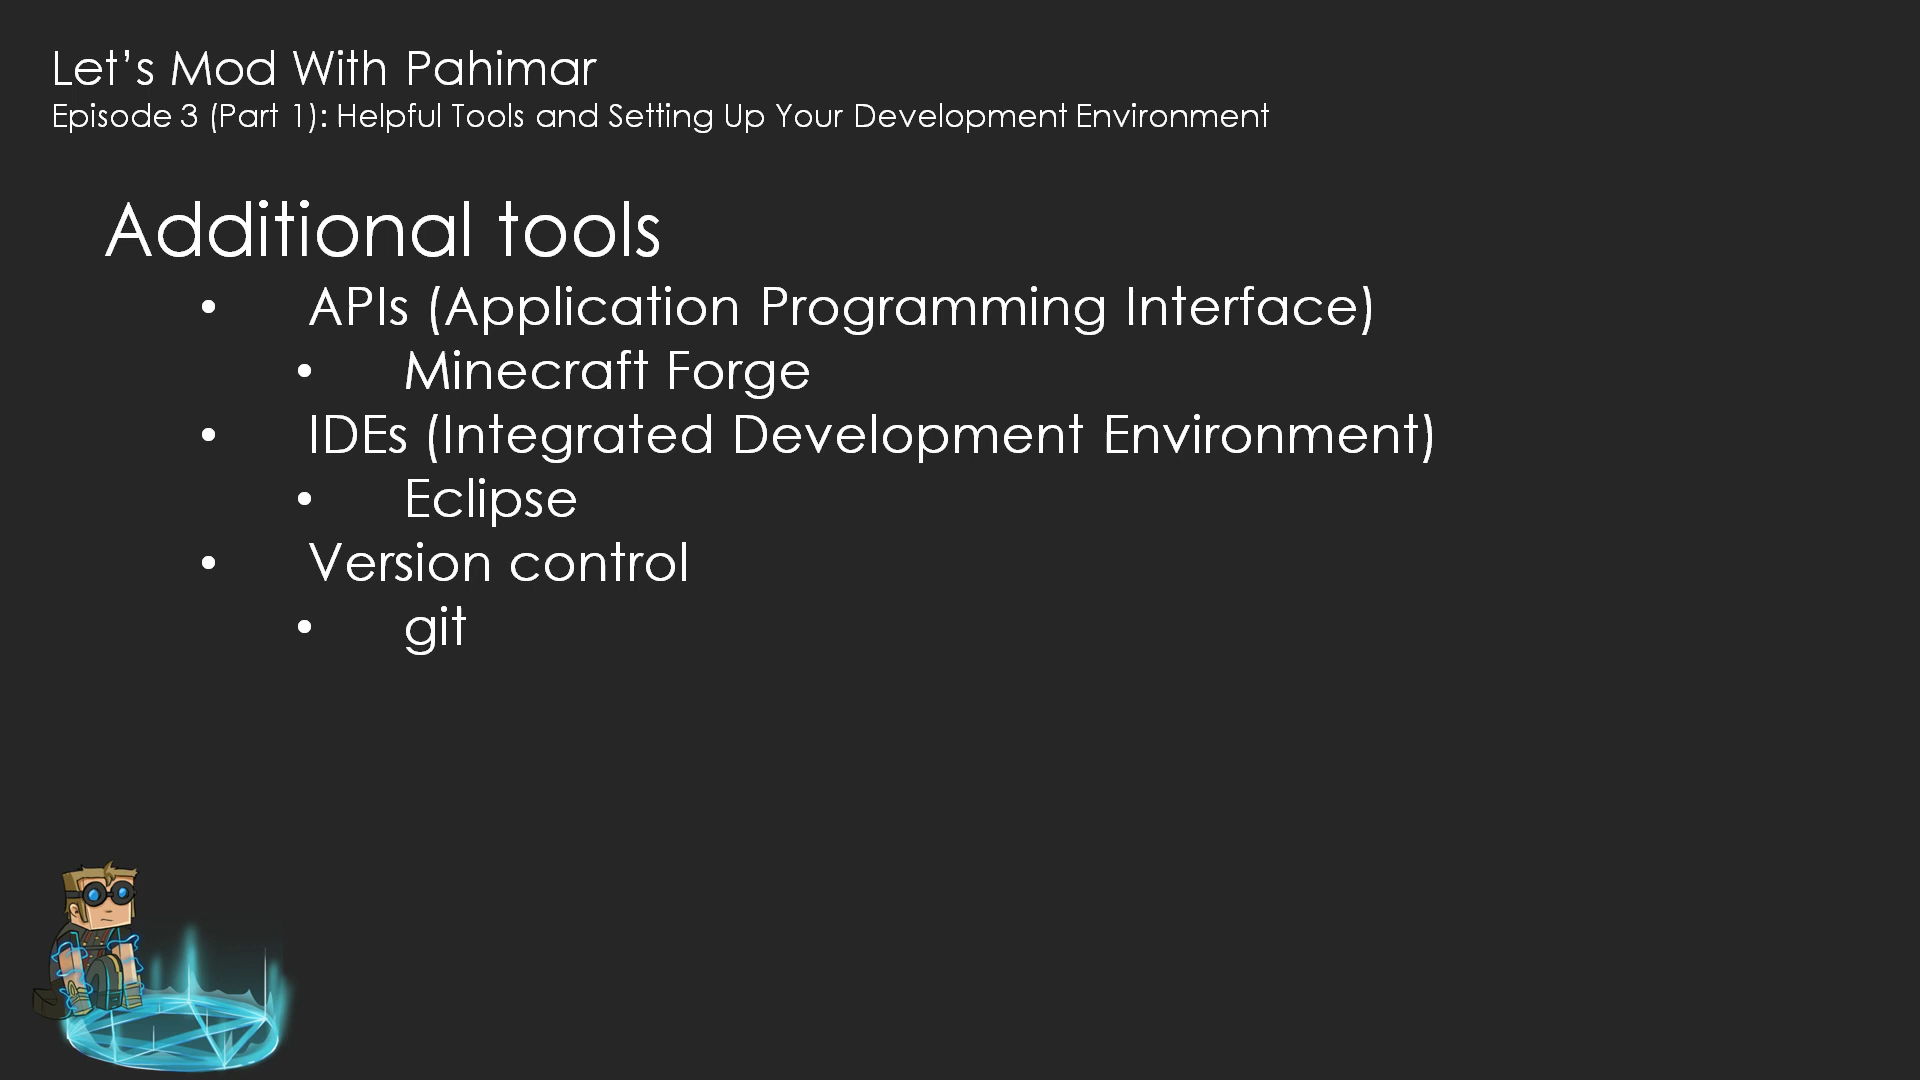 Let’s Mod With Pahimar
Episode 3 (Part 1): Helpful Tools and Setting Up Your Development Environment
Additional tools
• APIs (Application Programming Interface)
• Minecraft Forge
• IDEs (Integrated Development Environment)
• Eclipse
• Version control
• git